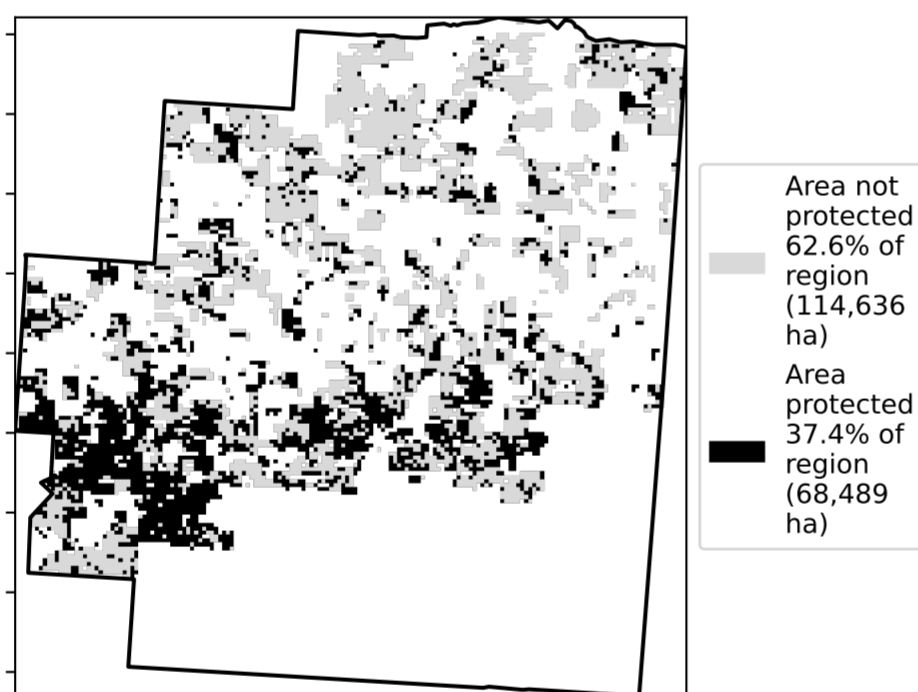 Area not
protected
62.6% of
region
(114,636
ha)
Area
protected
37.4% of
region
(68,489
ha)